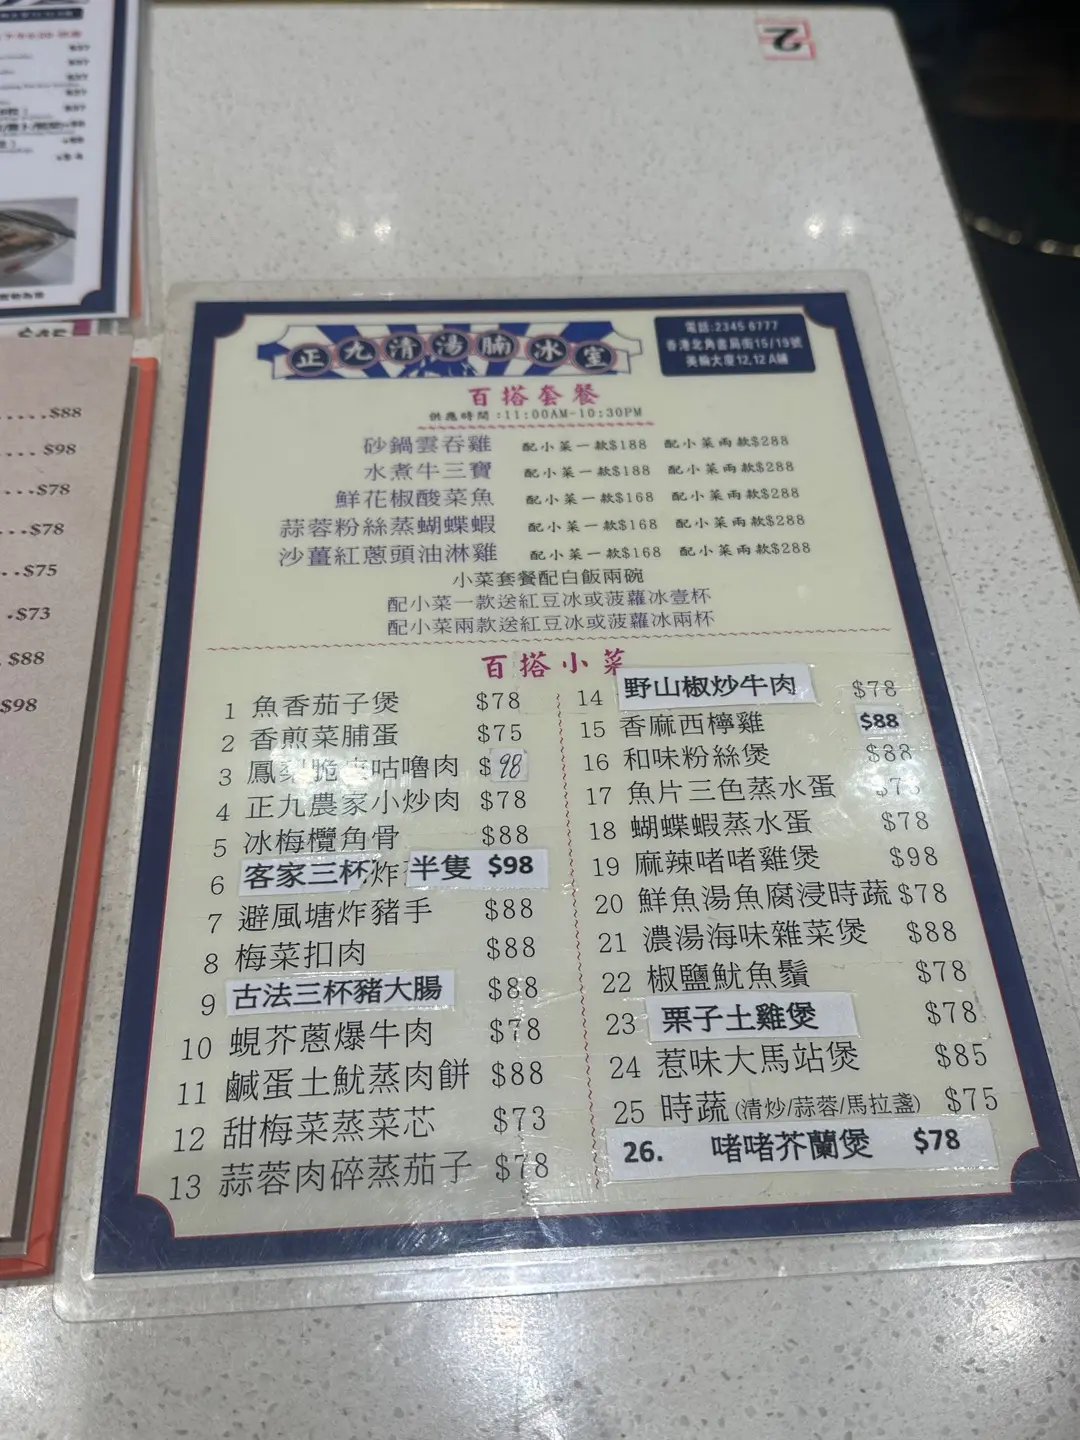 2
正九清湯腩冰室
電話:2345 6777
香港北角書局街15/19號
美輪大廈12,12A鋪
百搭套餐
供應時間:11:00AM-10:30PM
砂鍋雲吞雞 配小菜一款$188 配小菜兩款$288
水煮牛三寶 配小菜一款$188 配小菜兩款$288
鮮花椒酸菜魚 配小菜一款$168 配小菜兩款$288
蒜蓉粉絲蒸蝴蝶蝦 配小菜一款$168 配小菜兩款$288
沙薑紅蔥頭油淋雞 配小菜一款$168 配小菜兩款$288
小菜套餐配白飯兩碗
配小菜一款送紅豆冰或菠蘿冰壹杯
配小菜兩款送紅豆冰或菠蘿冰兩杯
百搭小菜
1 魚香茄子煲 $78
2 香煎菜脯蛋 $75
3 鳳梨脆皮咕嚕肉 $98
4 正九農家小炒肉 $78
5 冰梅欖角骨 $88
6 客家三杯炸 半隻 $98
7 避風塘炸豬手 $88
8 梅菜扣肉 $88
9 古法三杯豬大腸 $88
10 蜆芥蔥爆牛肉 $78
11 鹹蛋土魷蒸肉餅 $88
12 甜梅菜蒸菜芯 $73
13 蒜蓉肉碎蒸茄子 $78
14 野山椒炒牛肉 $78
15 香麻西檸雞 $88
16 和味粉絲煲 $88
17 魚片三色蒸水蛋
18 蝴蝶蝦蒸水蛋 $78
19 麻辣啫啫雞煲 $98
20 鮮魚湯魚腐浸時蔬 $78
21 濃湯海味雜菜煲 $88
22 椒鹽魷魚鬚 $78
23 栗子土雞煲 $78
24 惹味大馬站煲 $85
25 時蔬(清炒/蒜蓉/馬拉盞) $75
26. 啫啫芥蘭煲 $78
$45
$88
$98
$78
$78
$75
$73
$88
$98